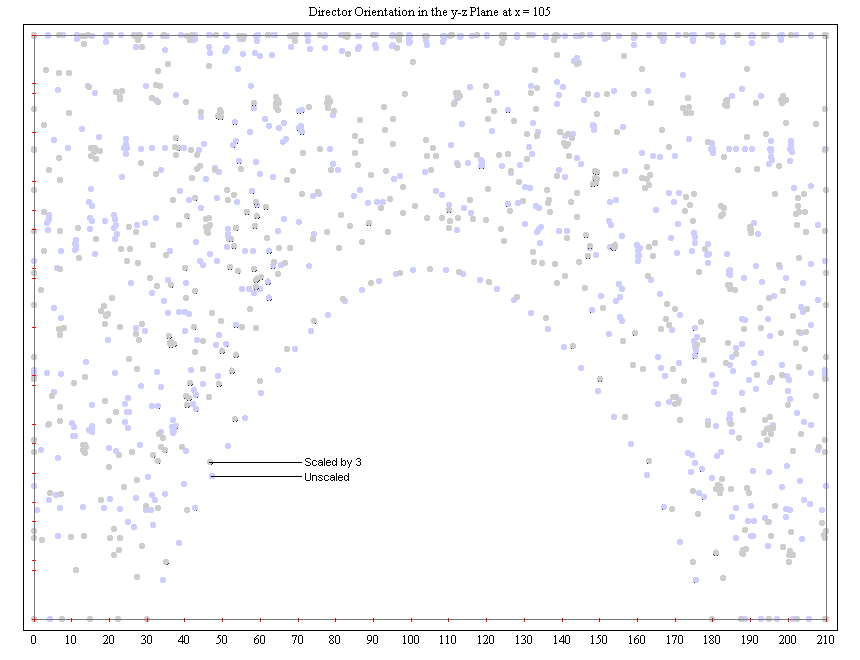 Director Orientation in the y-z Plane at x = 105
Scaled by 3
Unscaled
0 10 20 30 40 50 60 70 80 90 100 110 120 130 140 150 160 170 180 190 200 210